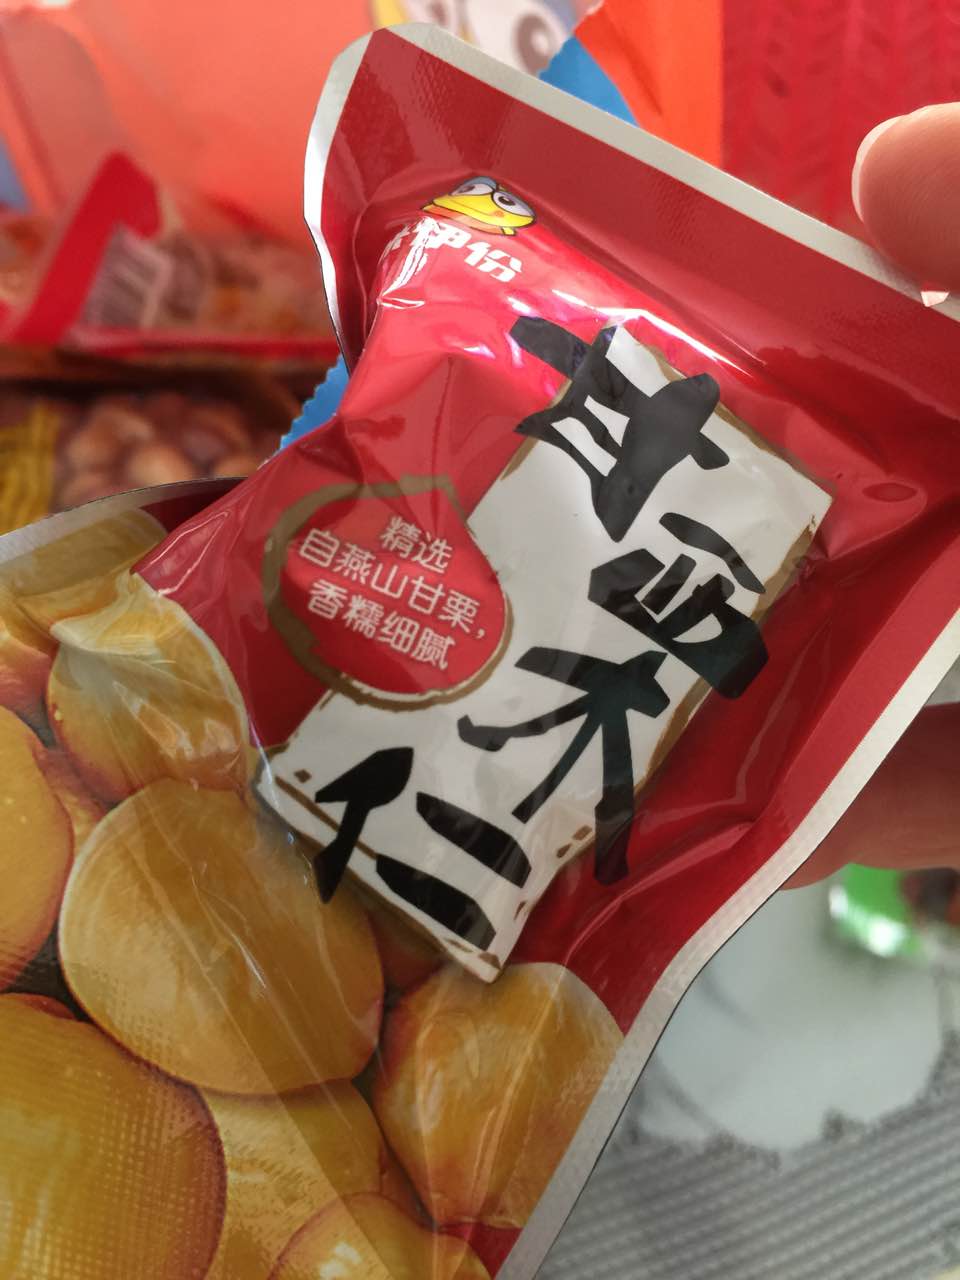 伊份
甘栗仁
精选
自燕山甘栗，
香糯细腻